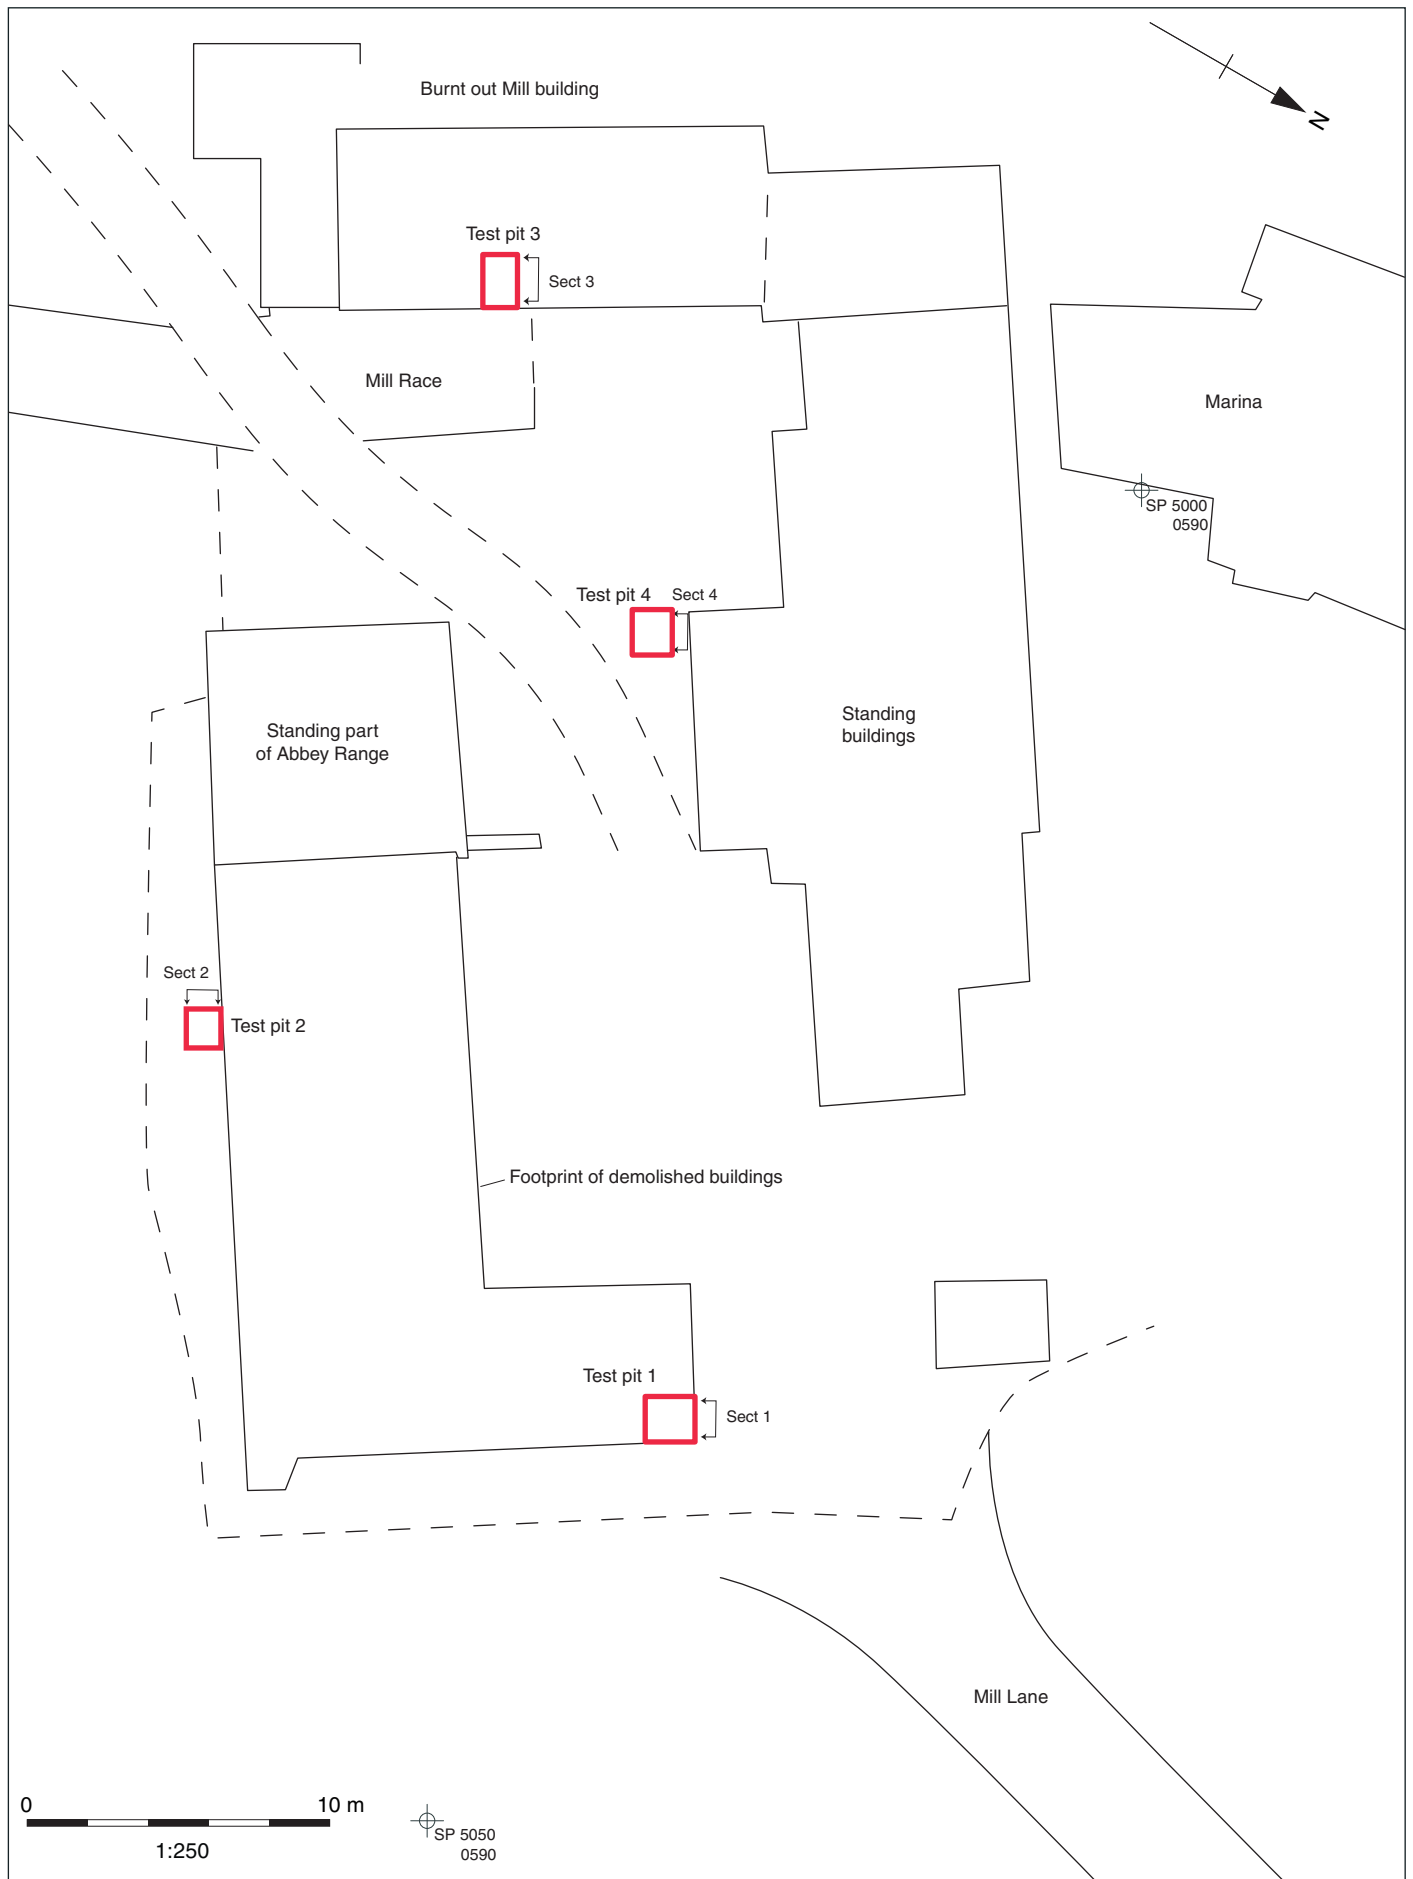 Burnt out Mill building
N
Test pit 3
Sect 3
Mill Race
Marina
SP 5000
0590
Test pit 4
Sect 4
Standing part
of Abbey Range
Standing
buildings
Sect 2
Test pit 2
Footprint of demolished buildings
Test pit 1
Sect 1
Mill Lane
0
10 m
1:250
SP 5050
0590